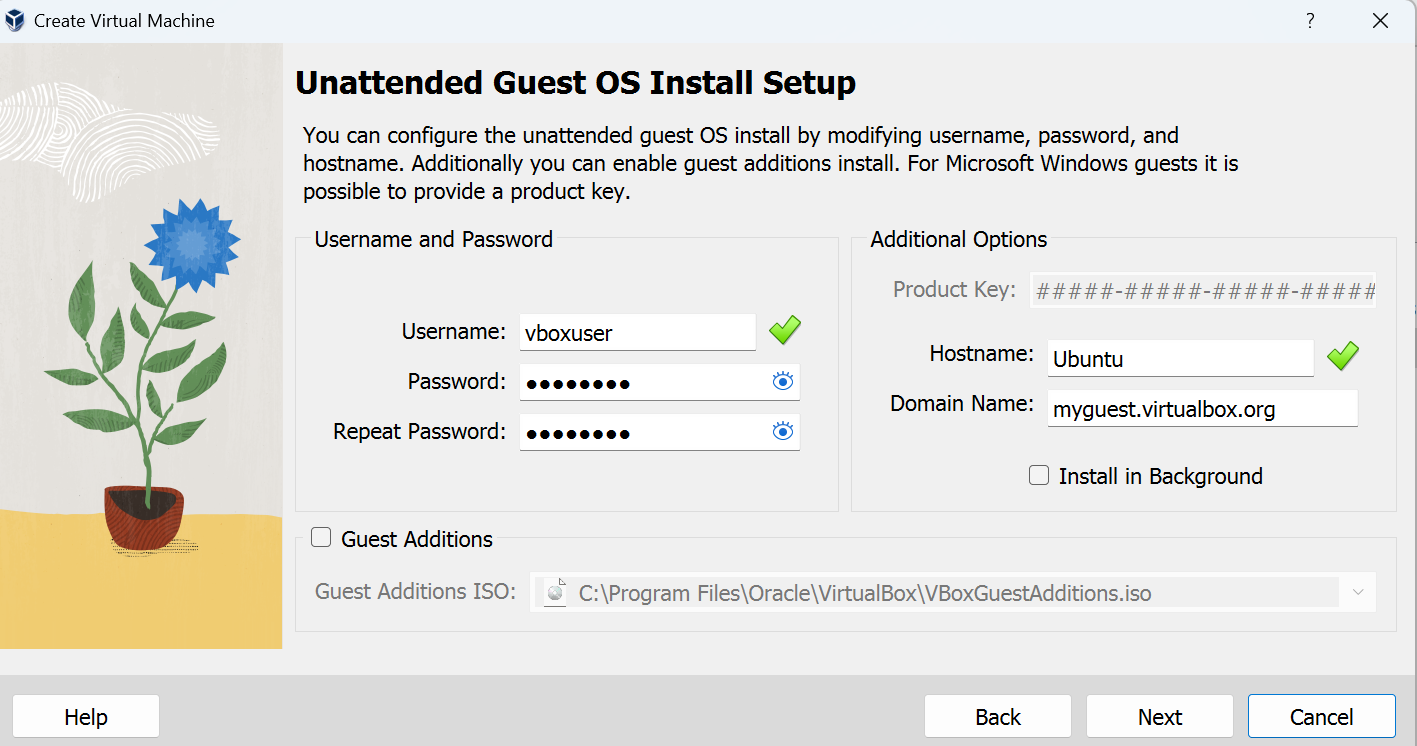 Create Virtual Machine
?
Unattended Guest OS Install Setup
You can configure the unattended guest OS install by modifying username, password, and
hostname. Additionally you can enable guest additions install. For Microsoft Windows guests it is
possible to provide a product key.
Username and Password
Username: vboxuser
Password: ●●●●●●●●
Repeat Password: ●●●●●●●●
Additional Options
Product Key: #####-#####-#####-#####
Hostname: Ubuntu
Domain Name: myguest.virtualbox.org
Install in Background
Guest Additions
Guest Additions ISO: C:\Program Files\Oracle\VirtualBox\VBoxGuestAdditions.iso
Help
Back
Next
Cancel